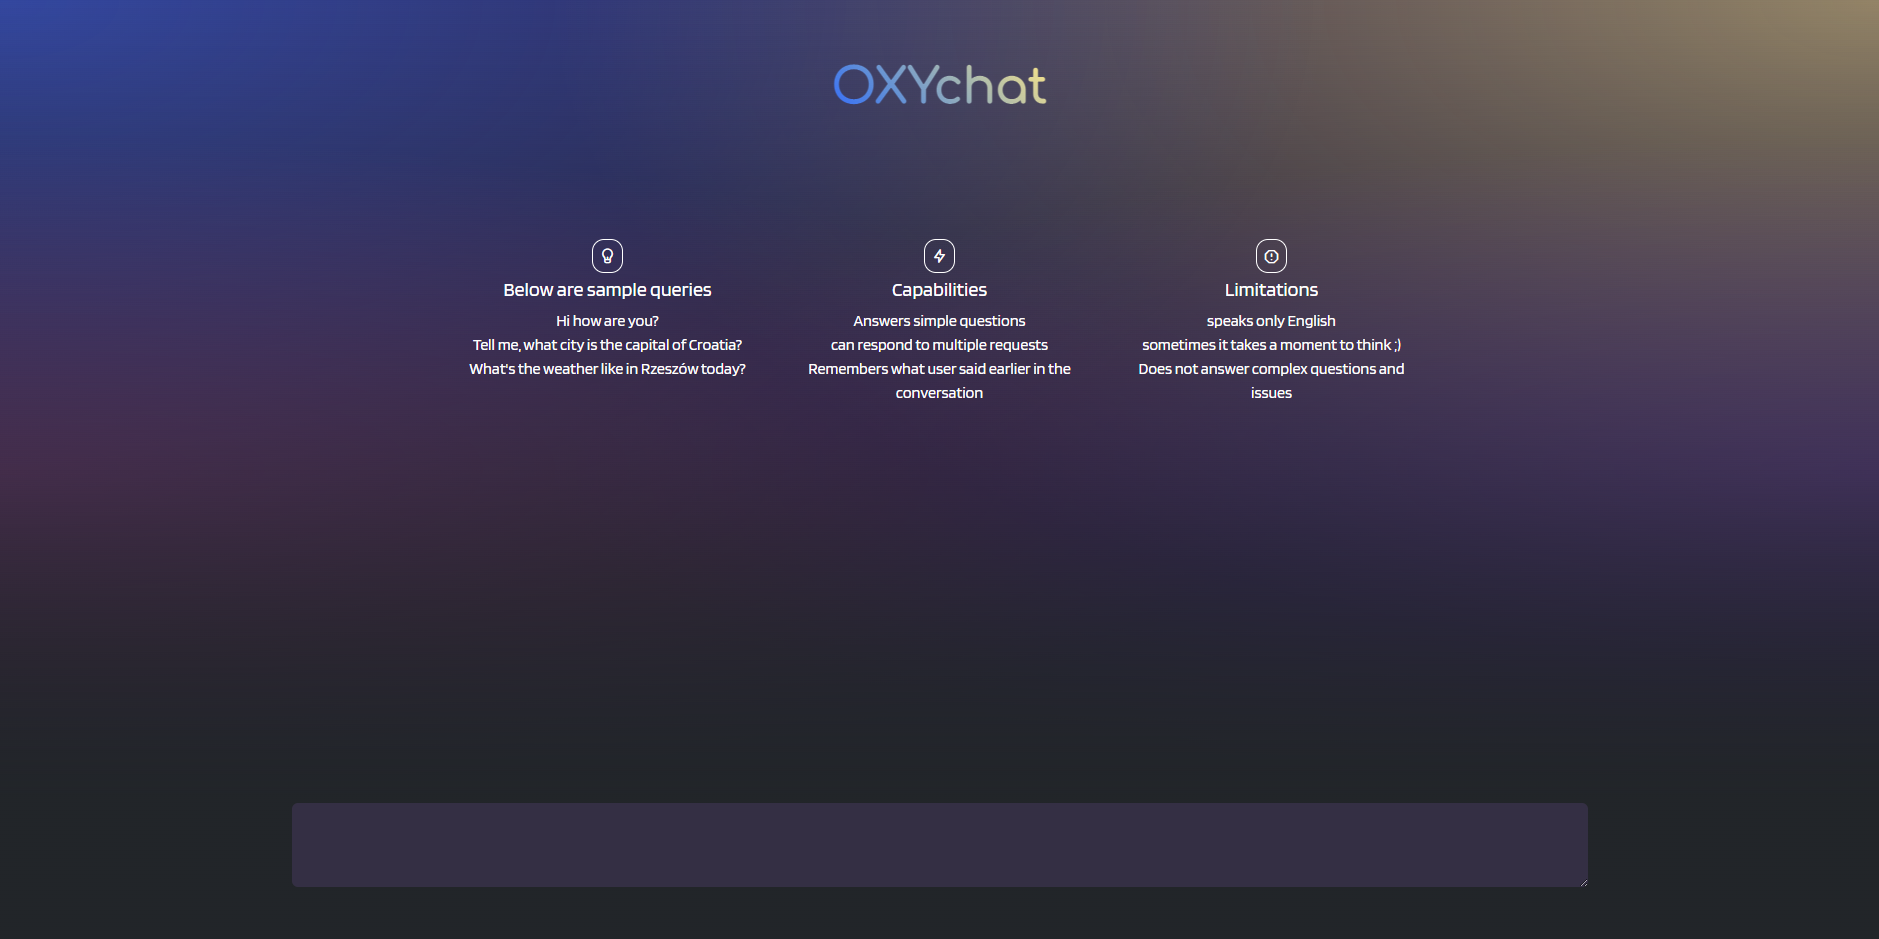 OXYchat
Below are sample queries
Hi how are you?
Tell me, what city is the capital of Croatia?
What's the weather like in Rzeszów today?
Capabilities
Answers simple questions
can respond to multiple requests
Remembers what user said earlier in the
conversation
Limitations
speaks only English
sometimes it takes a moment to think ;)
Does not answer complex questions and
issues